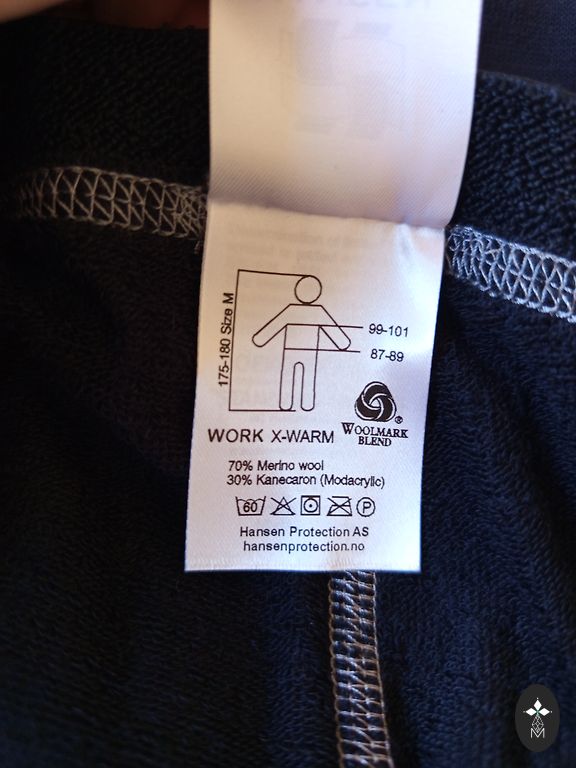 175-180 Size M
99-101
87-89
WORK X-WARM
WOOLMARK
BLEND
70% Merino wool
30% Kanecaron (Modacrylic)
60
P
Hansen Protection AS
hansenprotection.no
M